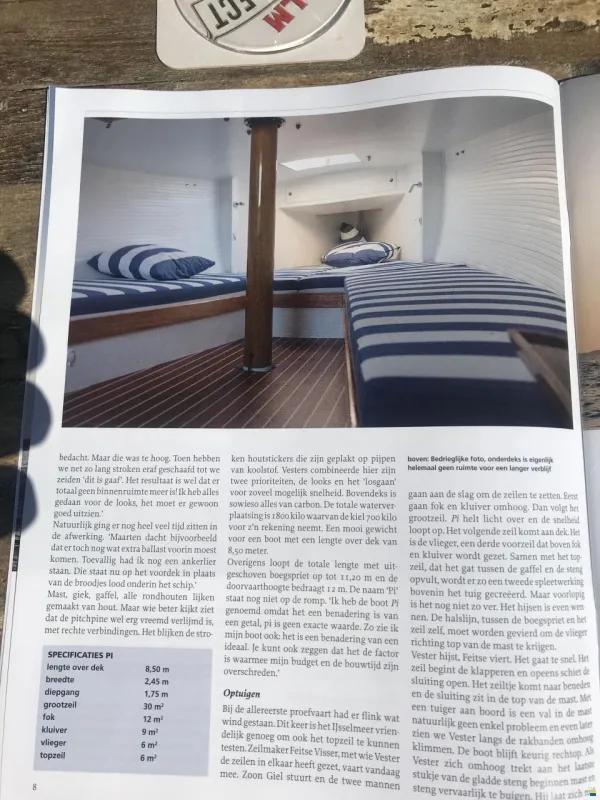 LM
ECT
bedacht. Maar die was te hoog. Toen hebben
we net zo lang stroken eraf geschaafd tot we
zeiden 'dit is gaaf'. Het resultaat is wel dat er
totaal geen binnenruimte meer is! Ik heb alles
gedaan voor de looks, het moet er gewoon
goed uitzien.'
Natuurlijk ging er nog heel veel tijd zitten in
de afwerking. 'Maarten dacht bijvoorbeeld
dat er toch nog wat extra ballast voorin moest
komen. Toevallig had ik nog een ankerlier
staan. Die staat nu op het voordek in plaats
van de broodjes lood onderin het schip.'
Mast, giek, gaffel, alle rondhouten lijken
gemaakt van hout. Maar wie beter kijkt ziet
dat de pitchpine wel erg vreemd verlijmd is,
met rechte verbindingen. Het blijken de stro-
SPECIFICATIES PI
lengte over dek 8,50 m
breedte 2,45 m
diepgang 1,75 m
grootzeil 30 m²
fok 12 m²
kluiver 9 m²
vlieger 6 m²
topzeil 6 m²
8
ken houtstickers die zijn geplakt op pijpen
van koolstof. Vesters combineerde hier zijn
twee prioriteiten, de looks en het 'losgaan'
voor zoveel mogelijk snelheid. Bovendeks is
sowieso alles van carbon. De totale waterver-
plaatsing is 1800 kilo waarvan de kiel 700 kilo
voor z'n rekening neemt. Een mooi gewicht
voor een boot met een lengte over dek van
8,50 meter.
Overigens loopt de totale lengte met uit-
geschoven boegspriet op tot 11,20 m en de
doorvaarthoogte bedraagt 12 m. De naam 'Pi'
staat nog niet op de romp. 'Ik heb de boot Pi
genoemd omdat het een benadering is van
een getal, pi is geen exacte waarde. Zo zie ik
mijn boot ook: het is een benadering van een
ideaal. Je kunt ook zeggen dat het de factor
is waarmee mijn budget en de bouwtijd zijn
overschreden.'
Optuigen
Bij de allereerste proefvaart had er flink wat
wind gestaan. Dit keer is het IJsselmeer vrien-
delijk genoeg om ook het topzeil te kunnen
testen. Zeilmaker Feitse Visser, met wie Vester
de zeilen in elkaar heeft gezet, vaart vandaag
mee. Zoon Giel stuurt en de twee mannen
boven: Bedrieglijke foto, onderdeks is eigenlijk
helemaal geen ruimte voor een langer verblijf
gaan aan de slag om de zeilen te zetten. Eerst
gaan fok en kluiver omhoog. Dan volgt het
grootzeil. Pi helt licht over en de snelheid
loopt op. Het volgende zeil komt aan dek. Het
is de vlieger, een derde voorzeil dat boven fok
en kluiver wordt gezet. Samen met het top-
zeil, dat het gat tussen de gaffel en de steng
opvult, wordt er zo een tweede spleetwerking
bovenin het tuig gecreëerd. Maar voorlopig
is het nog niet zo ver. Het hijsen is even wen-
nen. De halslijn, tussen de boegspriet en het
zeil zelf, moet worden gevierd om de vlieger
richting top van de mast te krijgen.
Vester hijst, Feitse viert. Het gaat te snel. Het
zeil begint te klapperen en opeens schiet de
sluiting open. Het zeiltje komt naar beneden
en de sluiting zit in de top van de mast. Met
een tuiger aan boord is een val in de mast
natuurlijk geen enkel probleem en even later
zien we Vester langs de rakbanden omhoog
klimmen. De boot blijft keurig rechtop. Als
Vester zich omhoog trekt aan het laatste
stukje van de gladde steng beginnen mast en
steng vervaarlijk te buigen. Hij laat zich